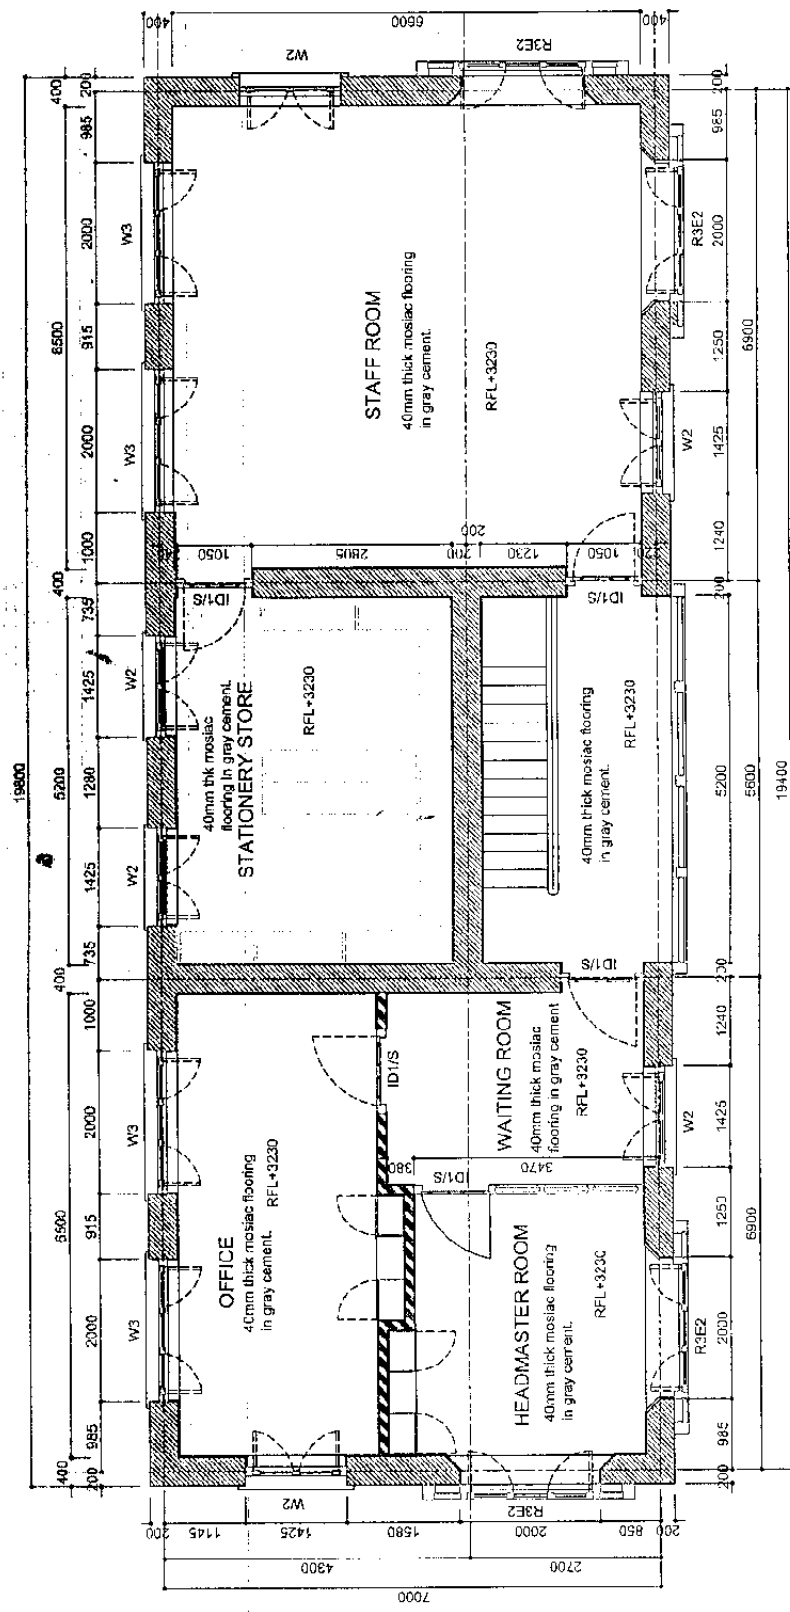 400
6600
400
W2
R3E2
19800
400
6500
400
5200
400
6500
400
200
985
2000
915
2000
1000
735
1425
1280
1425
735
1000
2000
915
2000
985
200
W3
W3
W2
W2
W3
W3
STAFF ROOM
40mm thick mosiac flooring
in gray cement.
RFL+3230
1050
2805
200
200
1230
1050
ID1/S
ID1/S
40mm thk mosiac
flooring in gray cement.
STATIONERY STORE
RFL+3230
40mm thick mosiac flooring
in gray cement.
RFL+3230
ID1/S
OFFICE
40mm thick mosiac flooring
in gray cement.
RFL+3230
ID1/S
WAITING ROOM
40mm thick mosiac
flooring in gray cement
RFL+3230
380
3470
ID1/S
HEADMASTER ROOM
40mm thick mosiac flooring
in gray cement.
RFL+3230
R3E2
W2
W2
R3E2
200
985
2000
1250
1425
1240
200
5200
200
1240
1425
1250
2000
985
200
6900
5600
6900
19400
W2
R3E2
200
1145
1425
1580
2000
850
200
4300
2700
7000